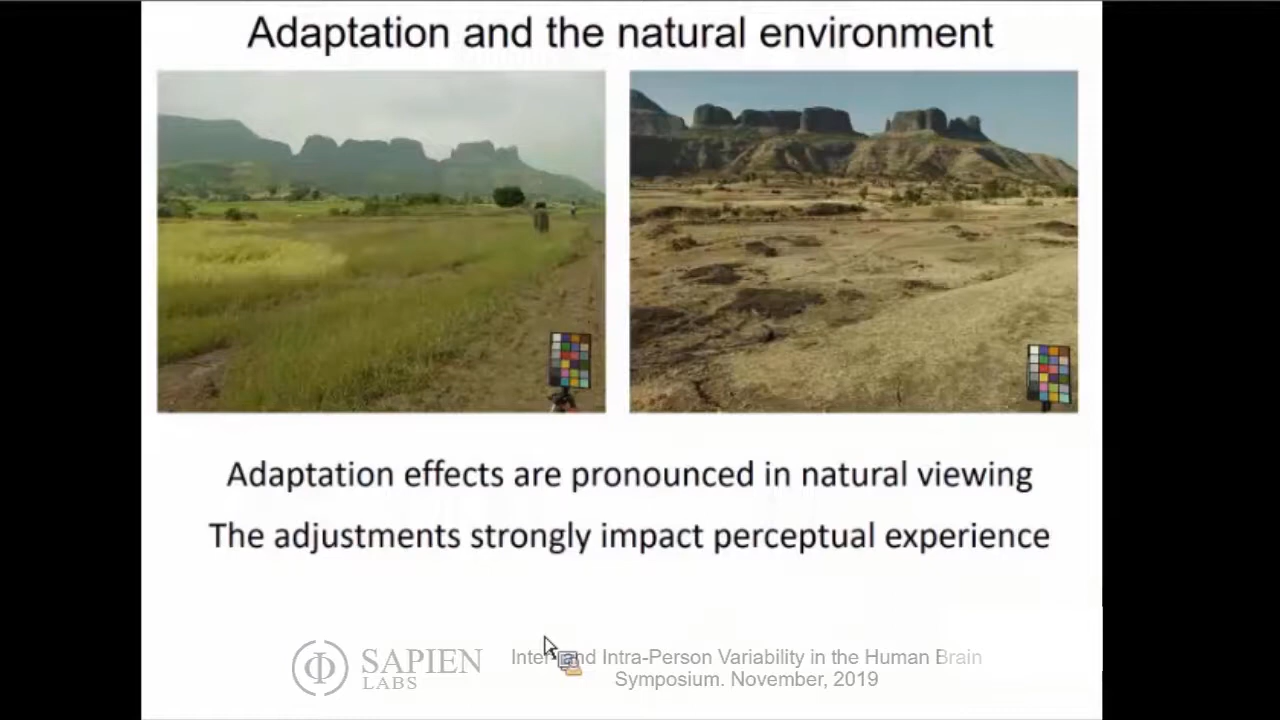 Adaptation and the natural environment
Adaptation effects are pronounced in natural viewing
The adjustments strongly impact perceptual experience
SAPIEN
LABS
Inter- and Intra-Person Variability in the Human Brain
Symposium. November, 2019